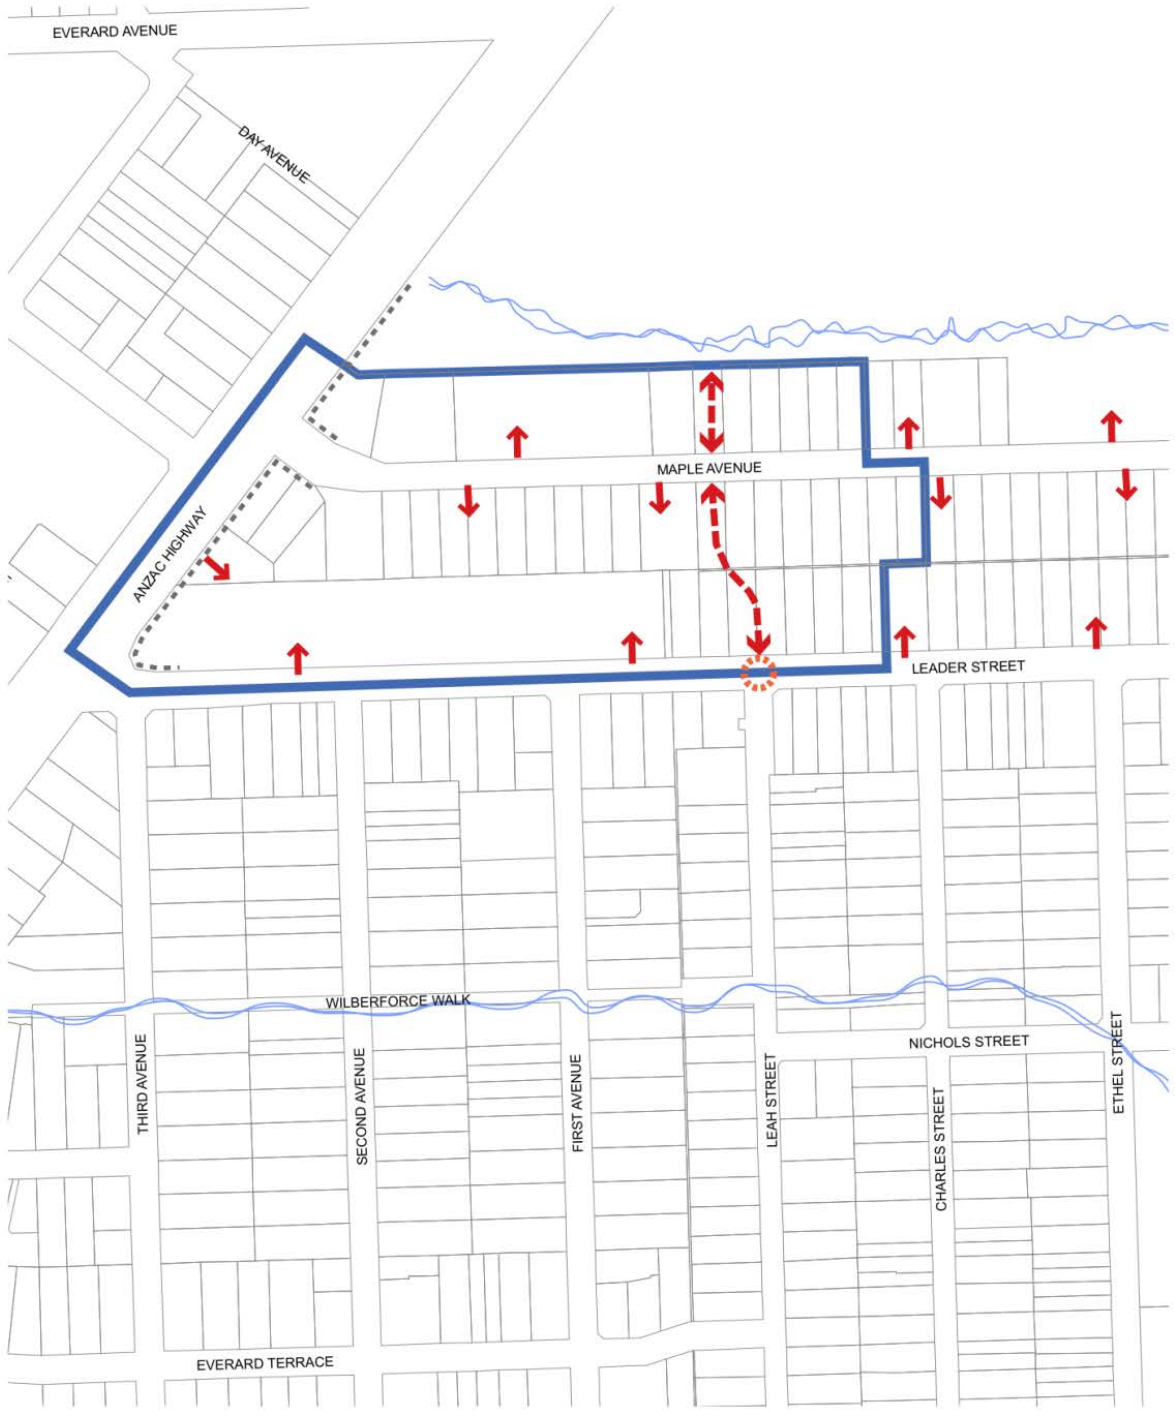 EVERARD AVENUE
DAY AVENUE
MAPLE AVENUE
ANZAC HIGHWAY
LEADER STREET
WILBERFORCE WALK
NICHOLS STREET
THIRD AVENUE
SECOND AVENUE
FIRST AVENUE
LEAH STREET
CHARLES STREET
ETHEL STREET
EVERARD TERRACE